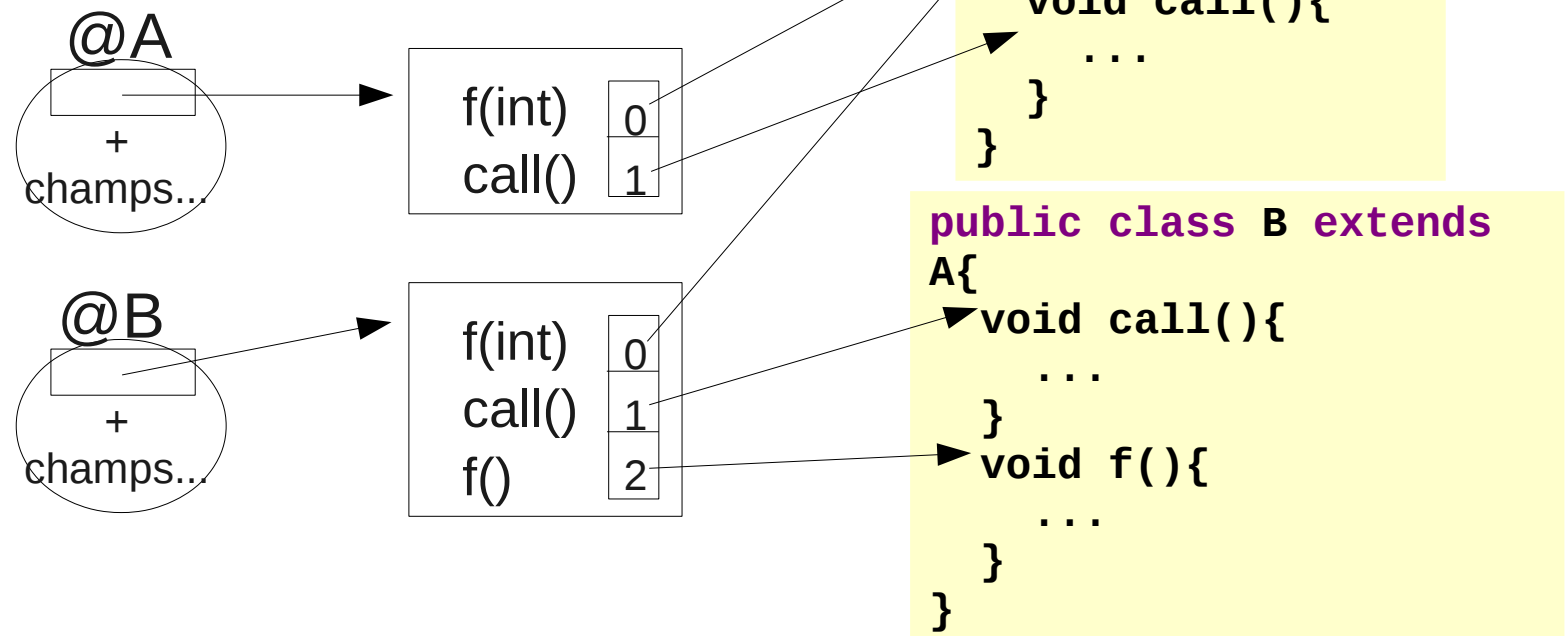 @A
+
champs...
f(int) 0
call() 1
void call(){
...
}
}
@B
+
champs...
f(int) 0
call() 1
f() 2
public class B extends
A{
void call(){
...
}
void f(){
...
}
}